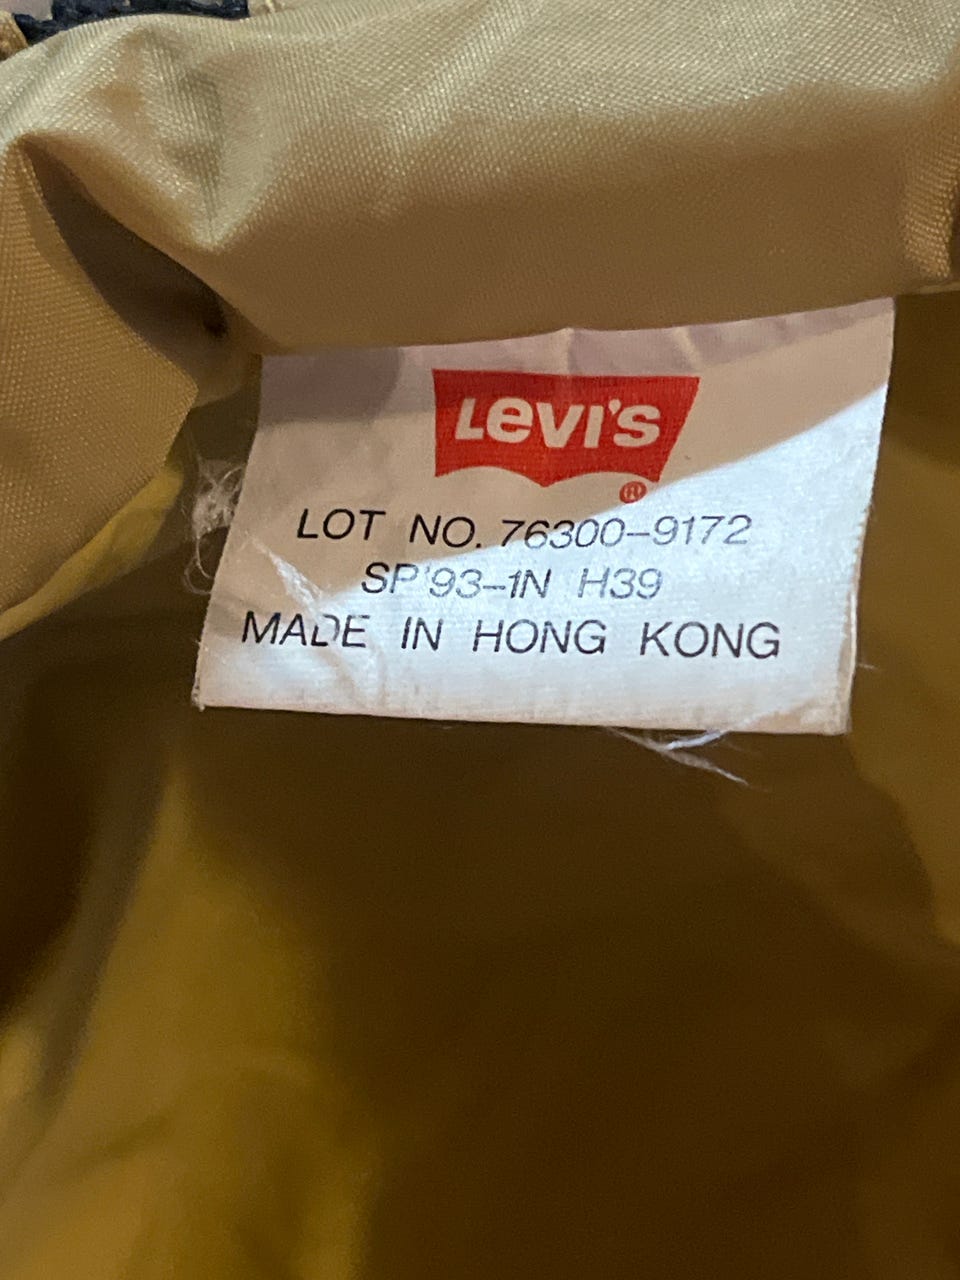 LEVI'S
®
LOT NO. 76300-9172
SP'93-1N H39
MADE IN HONG KONG